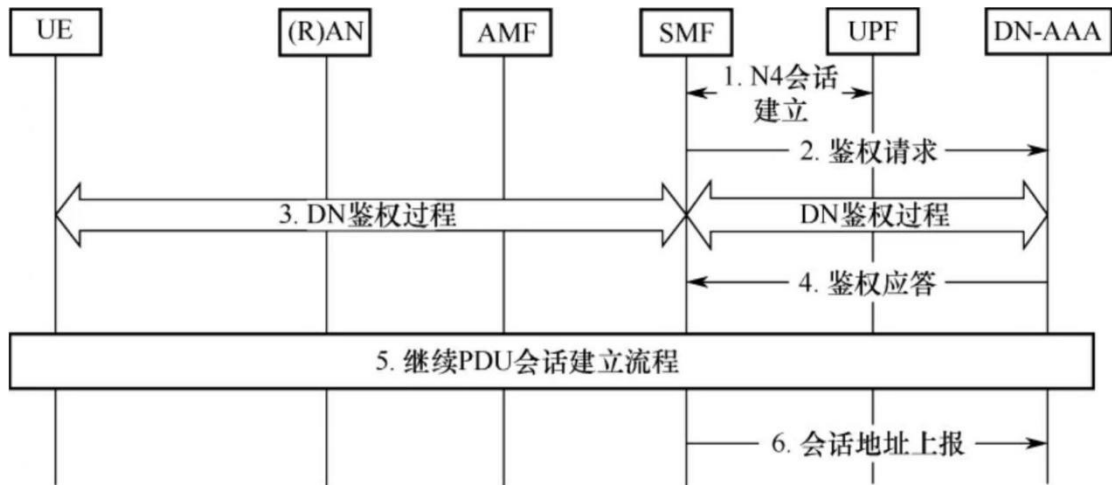 UE
(R)AN
AMF
SMF
UPF
DN-AAA
1. N4会话
建立
2. 鉴权请求
3. DN鉴权过程
DN鉴权过程
4. 鉴权应答
5. 继续PDU会话建立流程
6. 会话地址上报